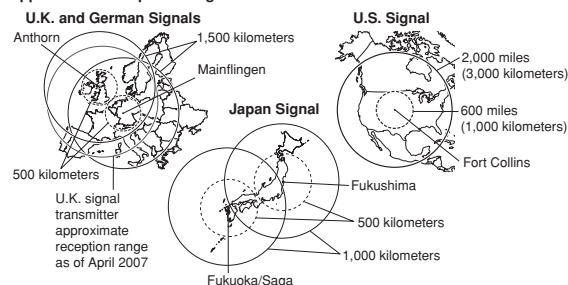 U.K. and German Signals
Anthorn
1,500 kilometers
Mainflingen
500 kilometers
U.K. signal
transmitter
approximate
reception range
as of April 2007
U.S. Signal
2,000 miles
(3,000 kilometers)
600 miles
(1,000 kilometers)
Fort Collins
Japan Signal
Fukushima
500 kilometers
1,000 kilometers
Fukuoka/Saga